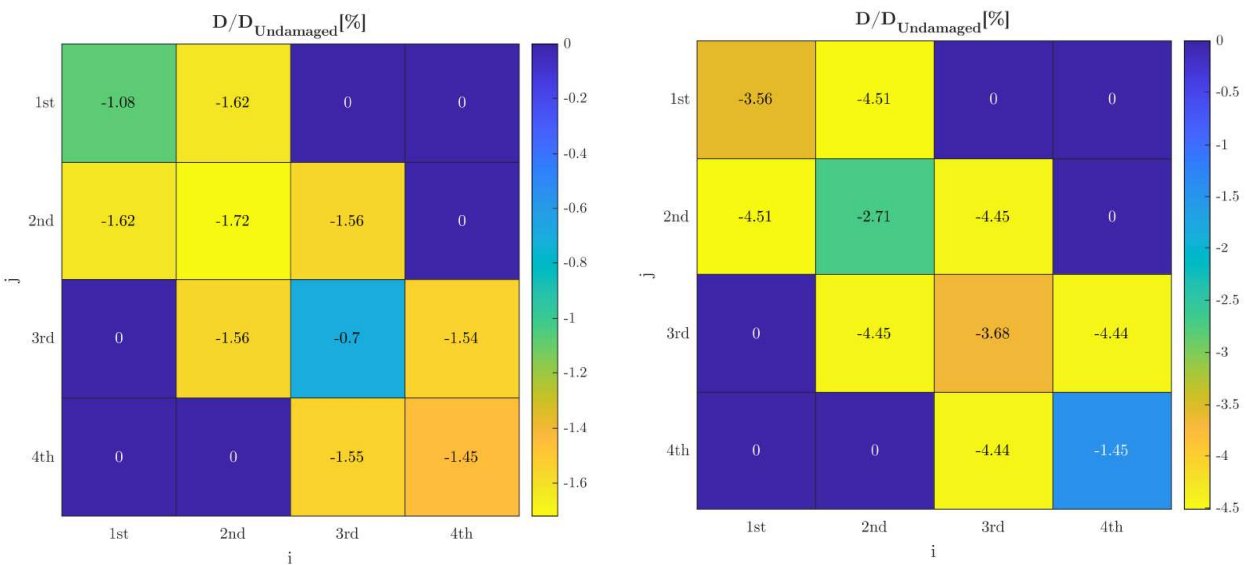 D/D_Undamaged[%]
1st -1.08 -1.62 0 0
2nd -1.62 -1.72 -1.56 0
3rd 0 -1.56 -0.7 -1.54
4th 0 0 -1.55 -1.45
1st 2nd 3rd 4th
i
j
0
-0.2
-0.4
-0.6
-0.8
-1
-1.2
-1.4
-1.6
D/D_Undamaged[%]
1st -3.56 -4.51 0 0
2nd -4.51 -2.71 -4.45 0
3rd 0 -4.45 -3.68 -4.44
4th 0 0 -4.44 -1.45
1st 2nd 3rd 4th
i
j
0
-0.5
-1
-1.5
-2
-2.5
-3
-3.5
-4
-4.5